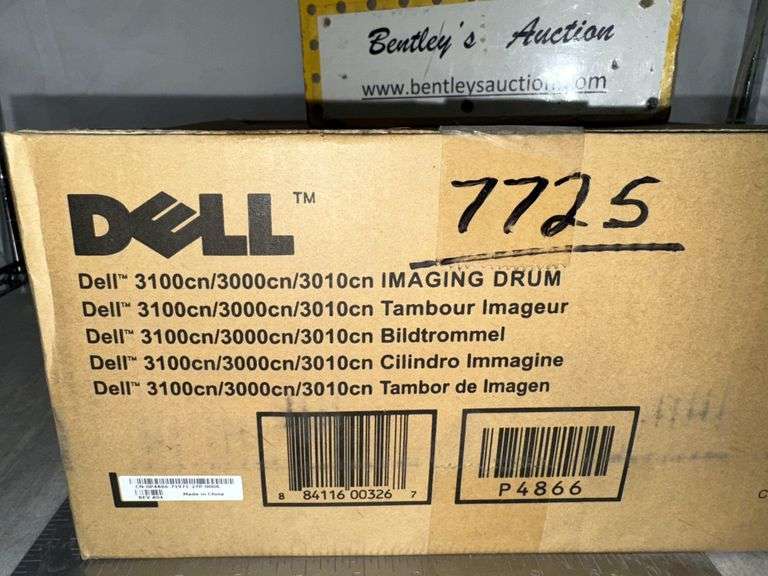 Bentley's Auction
www.bentleysauction.com
7725
DELL™
Dell™ 3100cn/3000cn/3010cn IMAGING DRUM
Dell™ 3100cn/3000cn/3010cn Tambour Imageur
Dell™ 3100cn/3000cn/3010cn Bildtrommel
Dell™ 3100cn/3000cn/3010cn Cilindro Immagine
Dell™ 3100cn/3000cn/3010cn Tambor de Imagen
REV A04
Made in China
8 84116 00326 7
P4866